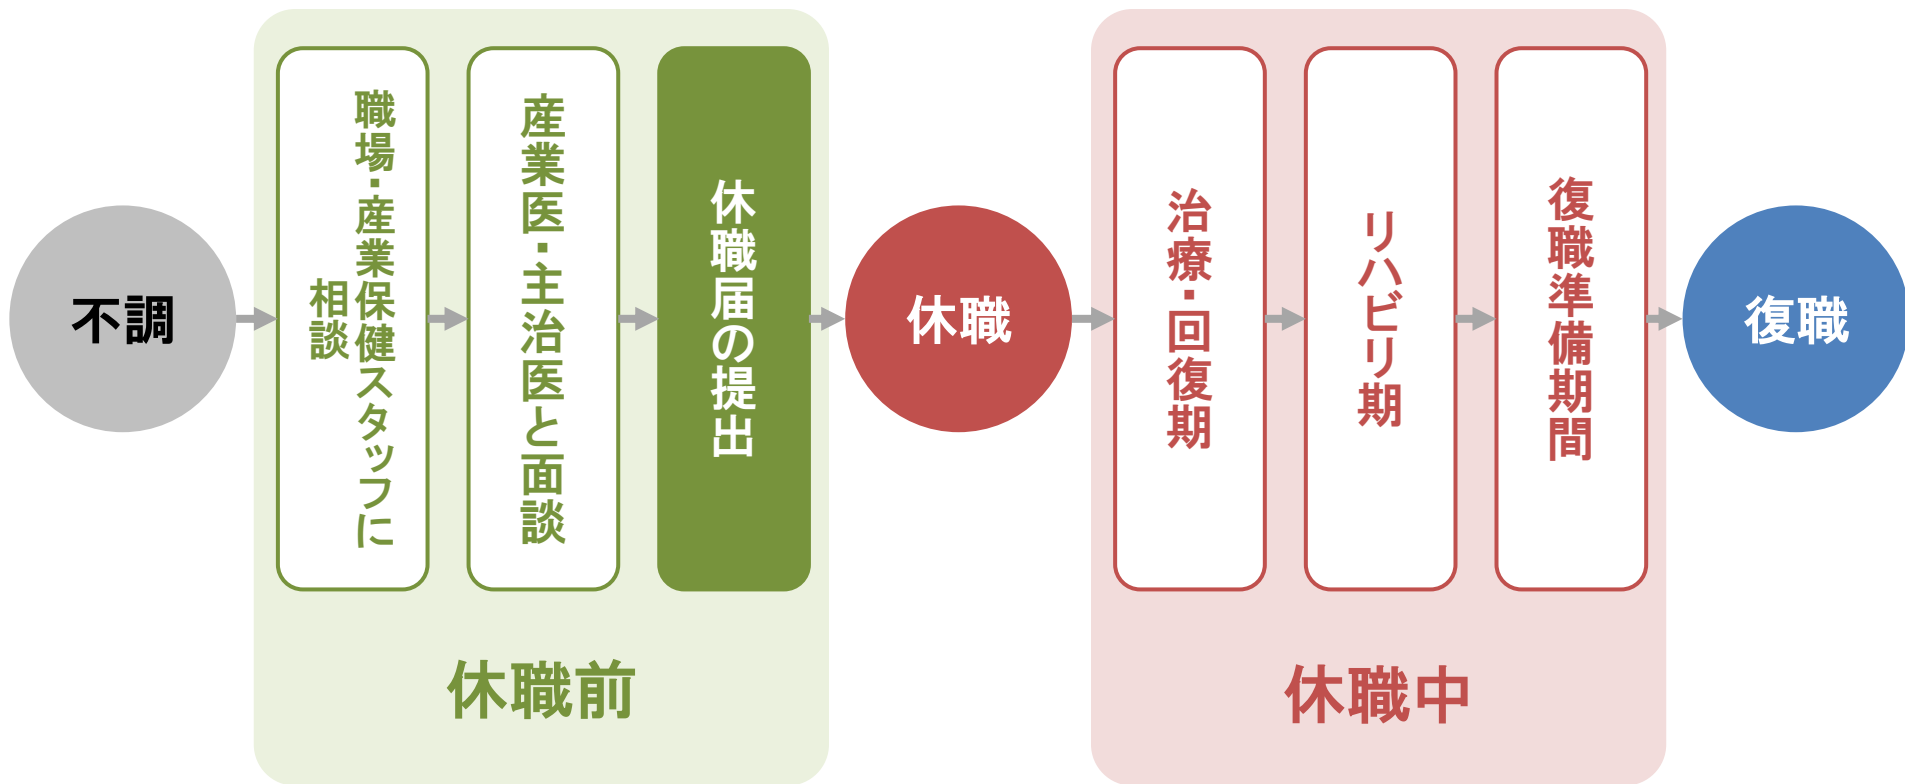 不調
職場・産業保健スタッフに
相談
産業医・主治医と面談
休職届の提出
休職前
休職
治療・回復期
リハビリ期
復職準備期間
休職中
復職